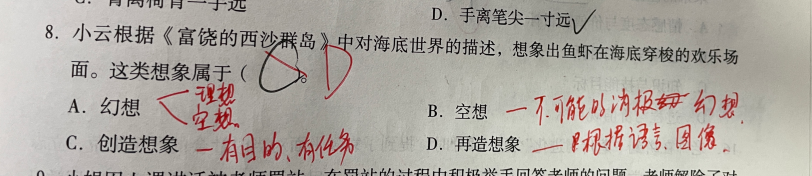 D. 手离笔尖一寸远 ✓
8. 小云根据《富饶的西沙群岛》中对海底世界的描述，想象出鱼虾在海底穿梭的欢乐场
面。这类想象属于（ D 。
A. 幻想 理想 空想
B. 空想 一不可能的消极 幻想
C. 创造想象 一有目的、有任务
D. 再造想象 — 根据语言、图像、